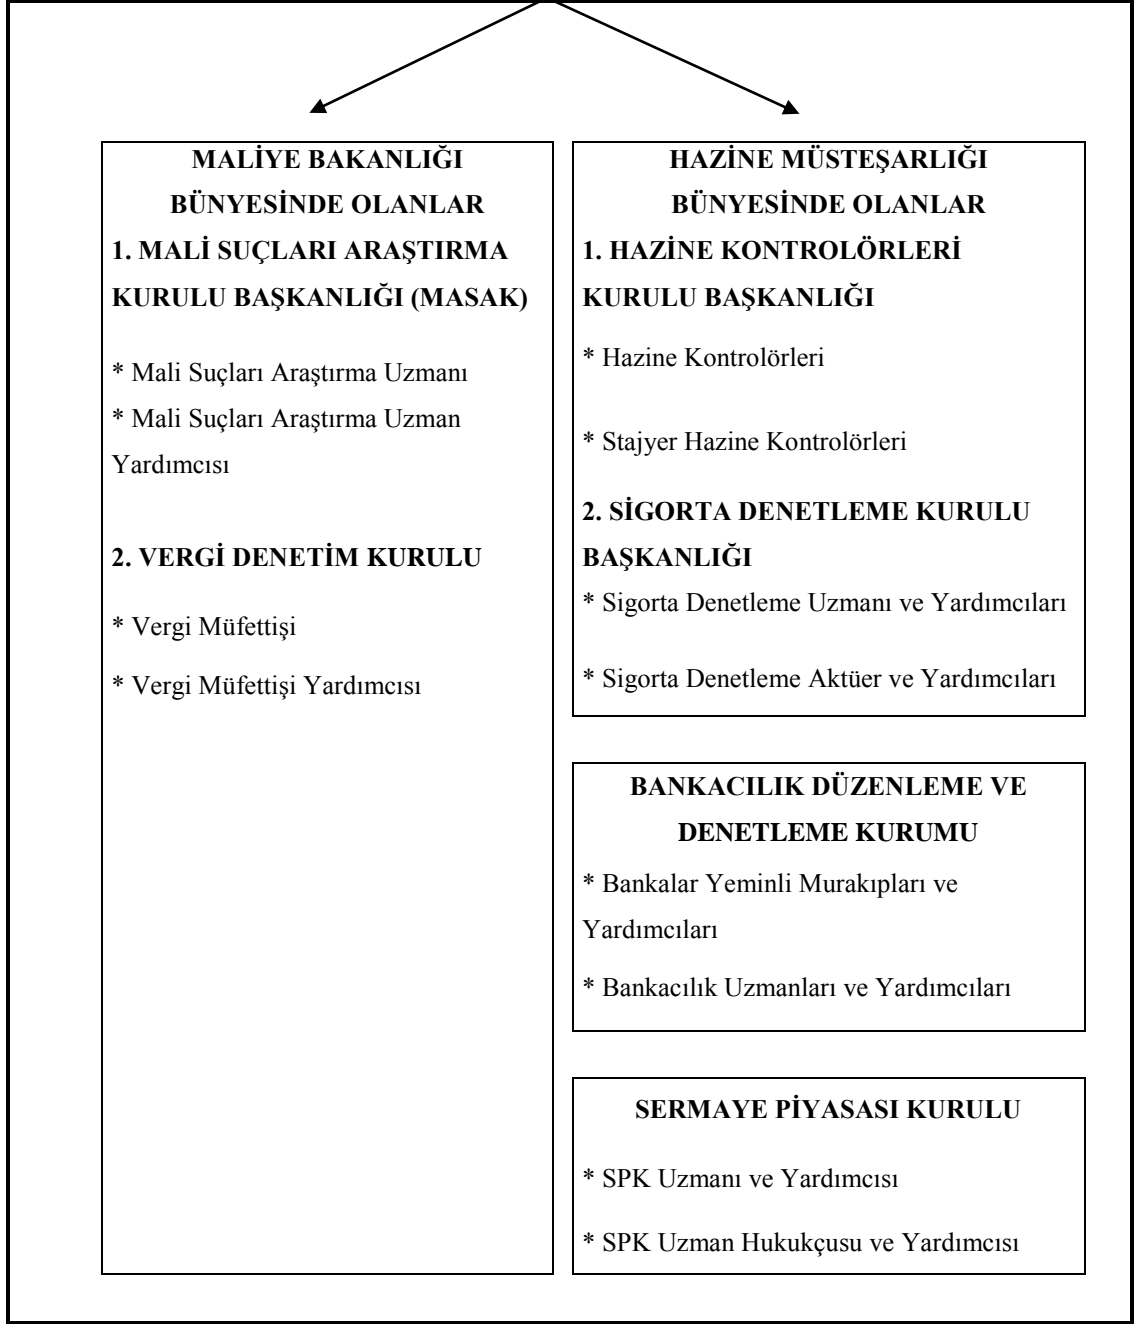 MALİYE BAKANLIĞI
BÜNYESİNDE OLANLAR
1. MALİ SUÇLARI ARAŞTIRMA
KURULU BAŞKANLIĞI (MASAK)
* Mali Suçları Araştırma Uzmanı
* Mali Suçları Araştırma Uzman
Yardımcısı
2. VERGİ DENETİM KURULU
* Vergi Müfettişi
* Vergi Müfettişi Yardımcısı
HAZİNE MÜSTEŞARLIĞI
BÜNYESİNDE OLANLAR
1. HAZİNE KONTROLÖRLERİ
KURULU BAŞKANLIĞI
* Hazine Kontrolörleri
* Stajyer Hazine Kontrolörleri
2. SİGORTA DENETLEME KURULU
BAŞKANLIĞI
* Sigorta Denetleme Uzmanı ve Yardımcıları
* Sigorta Denetleme Aktüer ve Yardımcıları
BANKACILIK DÜZENLEME VE
DENETLEME KURUMU
* Bankalar Yeminli Murakıpları ve
Yardımcıları
* Bankacılık Uzmanları ve Yardımcıları
SERMAYE PİYASASI KURULU
* SPK Uzmanı ve Yardımcısı
* SPK Uzman Hukukçusu ve Yardımcısı